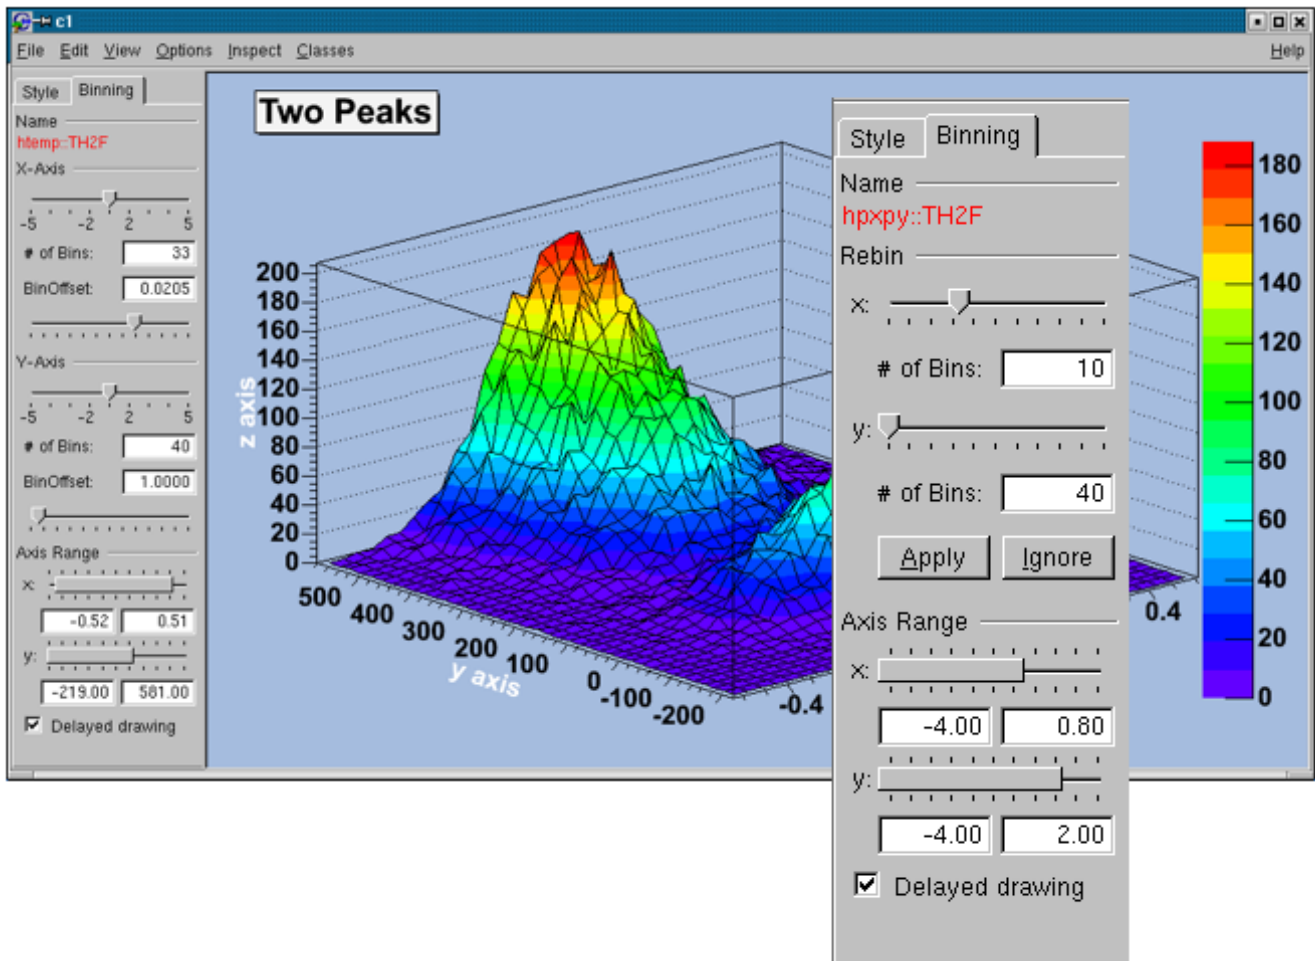 c1
File Edit View Options Inspect Classes Help
Style Binning
Name
htemp::TH2F
X-Axis
-5 -2 2 5
# of Bins: 33
BinOffset: 0.0205
Y-Axis
-5 -2 2 5
# of Bins: 40
BinOffset: 1.0000
Axis Range
x:
-0.52 0.51
y:
-219.00 581.00
Delayed drawing
Two Peaks
z axis
200
180
160
140
120
100
80
60
40
20
0
500 400 300 200 100 0 -100 -200
y axis
-0.4
0.4
Style Binning
Name
hpxpy::TH2F
Rebin
x:
# of Bins: 10
y:
# of Bins: 40
Apply Ignore
Axis Range
x:
-4.00 0.80
y:
-4.00 2.00
Delayed drawing
180
160
140
120
100
80
60
40
20
0